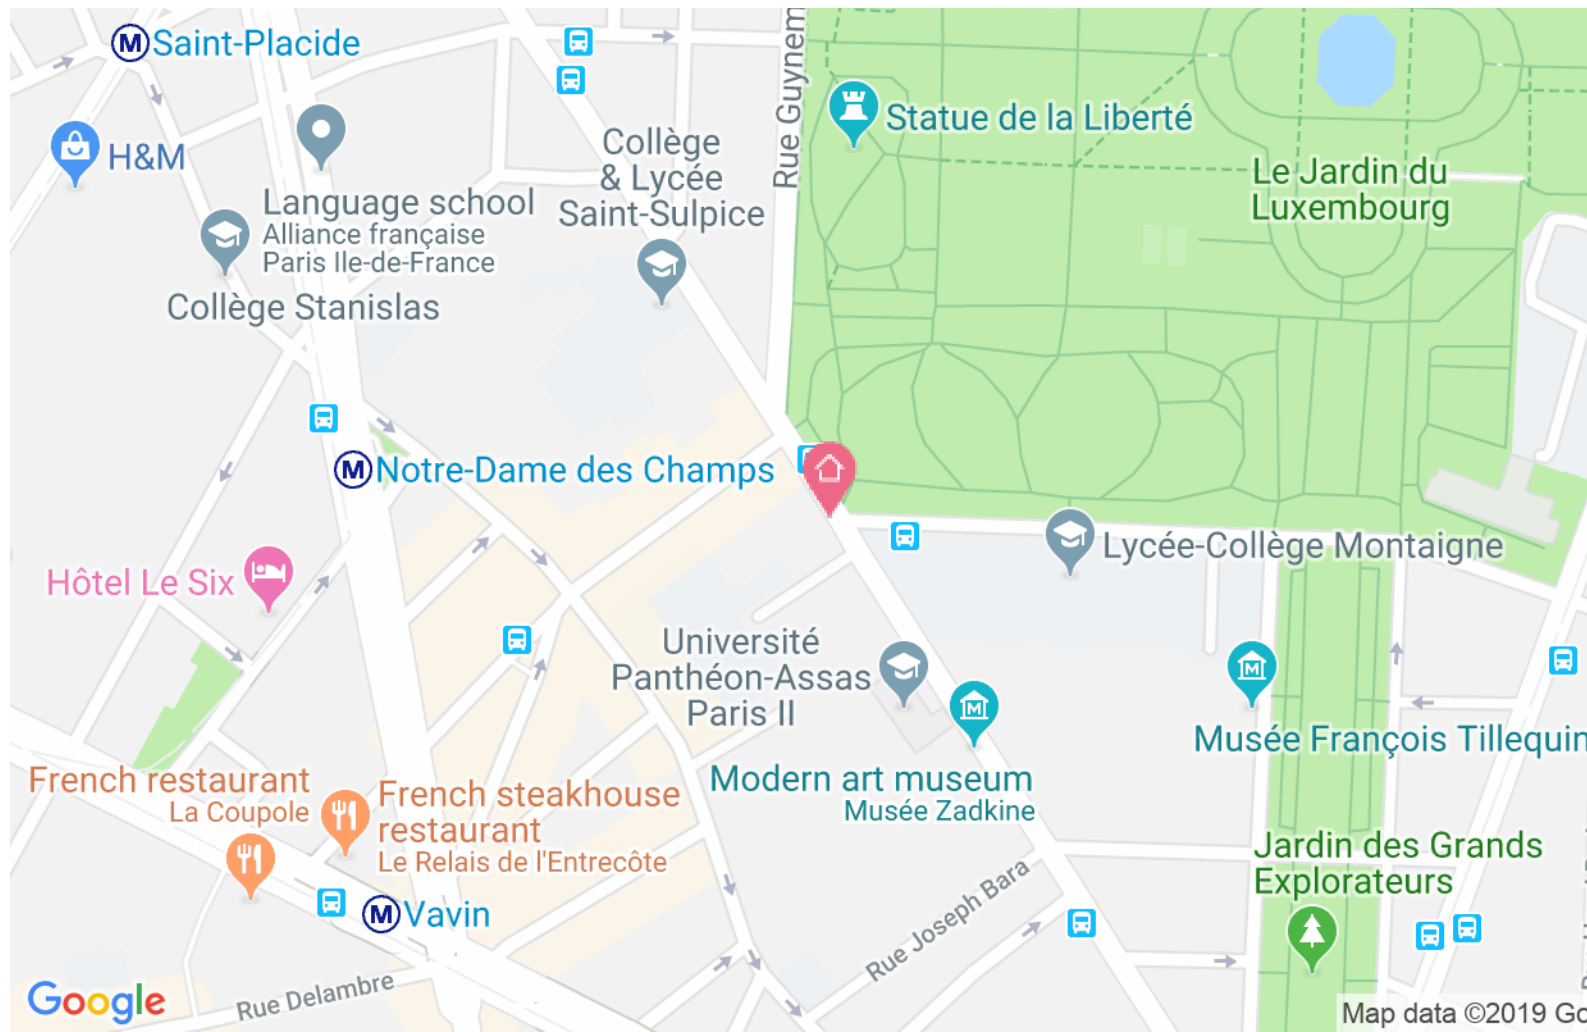 Saint-Placide
Rue Guynem
Statue de la Liberté
H&M
Collège
& Lycée
Saint-Sulpice
Le Jardin du
Luxembourg
Language school
Alliance française
Paris Ile-de-France
Collège Stanislas
M Notre-Dame des Champs
Lycée-Collège Montaigne
Hôtel Le Six
Université
Panthéon-Assas
Paris II
Musée François Tillequin
French restaurant
La Coupole
French steakhouse
restaurant
Le Relais de l'Entrecôte
Modern art museum
Musée Zadkine
Jardin des Grands
Explorateurs
M Vavin
Rue Joseph Bara
Rue Delambre
Google
Map data ©2019 Go